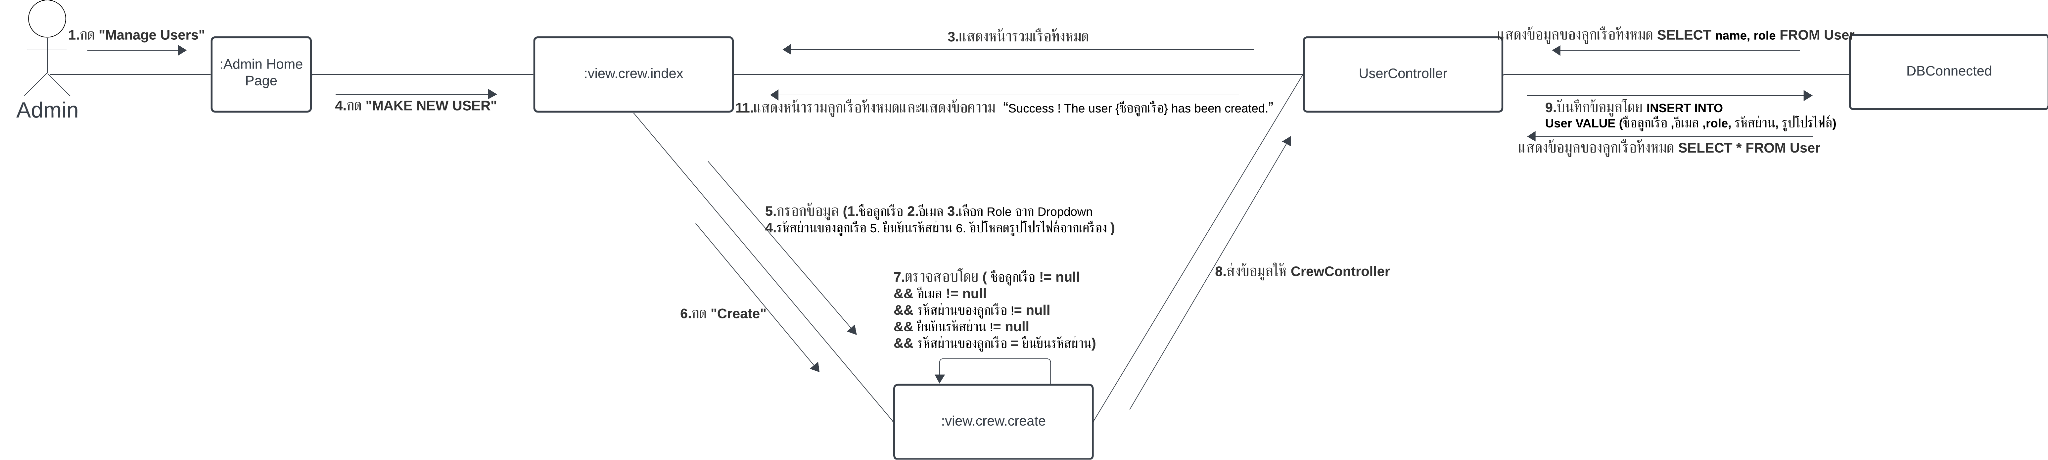 1.กด "Manage Users"
3.แสดงหน้ารวมเรือทั้งหมด
แสดงข้อมูลของลูกเรือทั้งหมด SELECT name, role FROM User
:Admin Home
Page
:view.crew.index
UserController
DBConnected
Admin
4.กด "MAKE NEW USER"
11.แสดงหน้ารวมลูกเรือทั้งหมดและแสดงข้อความ “Success ! The user {ชื่อลูกเรือ} has been created.”
9.บันทึกข้อมูลโดย INSERT INTO
User VALUE (ชื่อลูกเรือ ,อีเมล ,role, รหัสผ่าน, รูปโปรไฟล์)
แสดงข้อมูลของลูกเรือทั้งหมด SELECT * FROM User
5.กรอกข้อมูล (1.ชื่อลูกเรือ 2.อีเมล 3.เลือก Role จาก Dropdown
4.รหัสผ่านของลูกเรือ 5. ยืนยันรหัสผ่าน 6. อัปโหลดรูปโปรไฟล์จากเครื่อง )
8.ส่งข้อมูลให้ CrewController
7.ตรวจสอบโดย ( ชื่อลูกเรือ != null
&& อีเมล != null
&& รหัสผ่านของลูกเรือ != null
&& ยืนยันรหัสผ่าน != null
&& รหัสผ่านของลูกเรือ = ยืนยันรหัสผ่าน)
6.กด "Create"
:view.crew.create